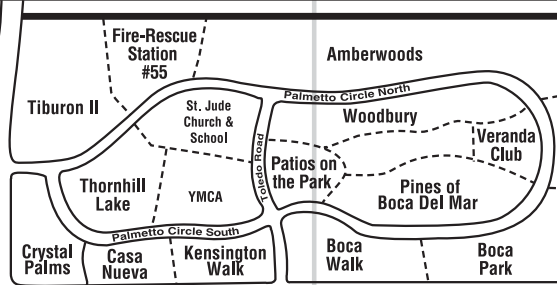 Fire-Rescue
Station
#55
Amberwoods
Tiburon II
Palmetto Circle North
St. Jude
Church &
School
Woodbury
Toledo Road
Veranda
Club
Patios on
the Park
Thornhill
Lake
YMCA
Pines of
Boca Del Mar
Palmetto Circle South
Crystal
Palms
Casa
Nueva
Kensington
Walk
Boca
Walk
Boca
Park